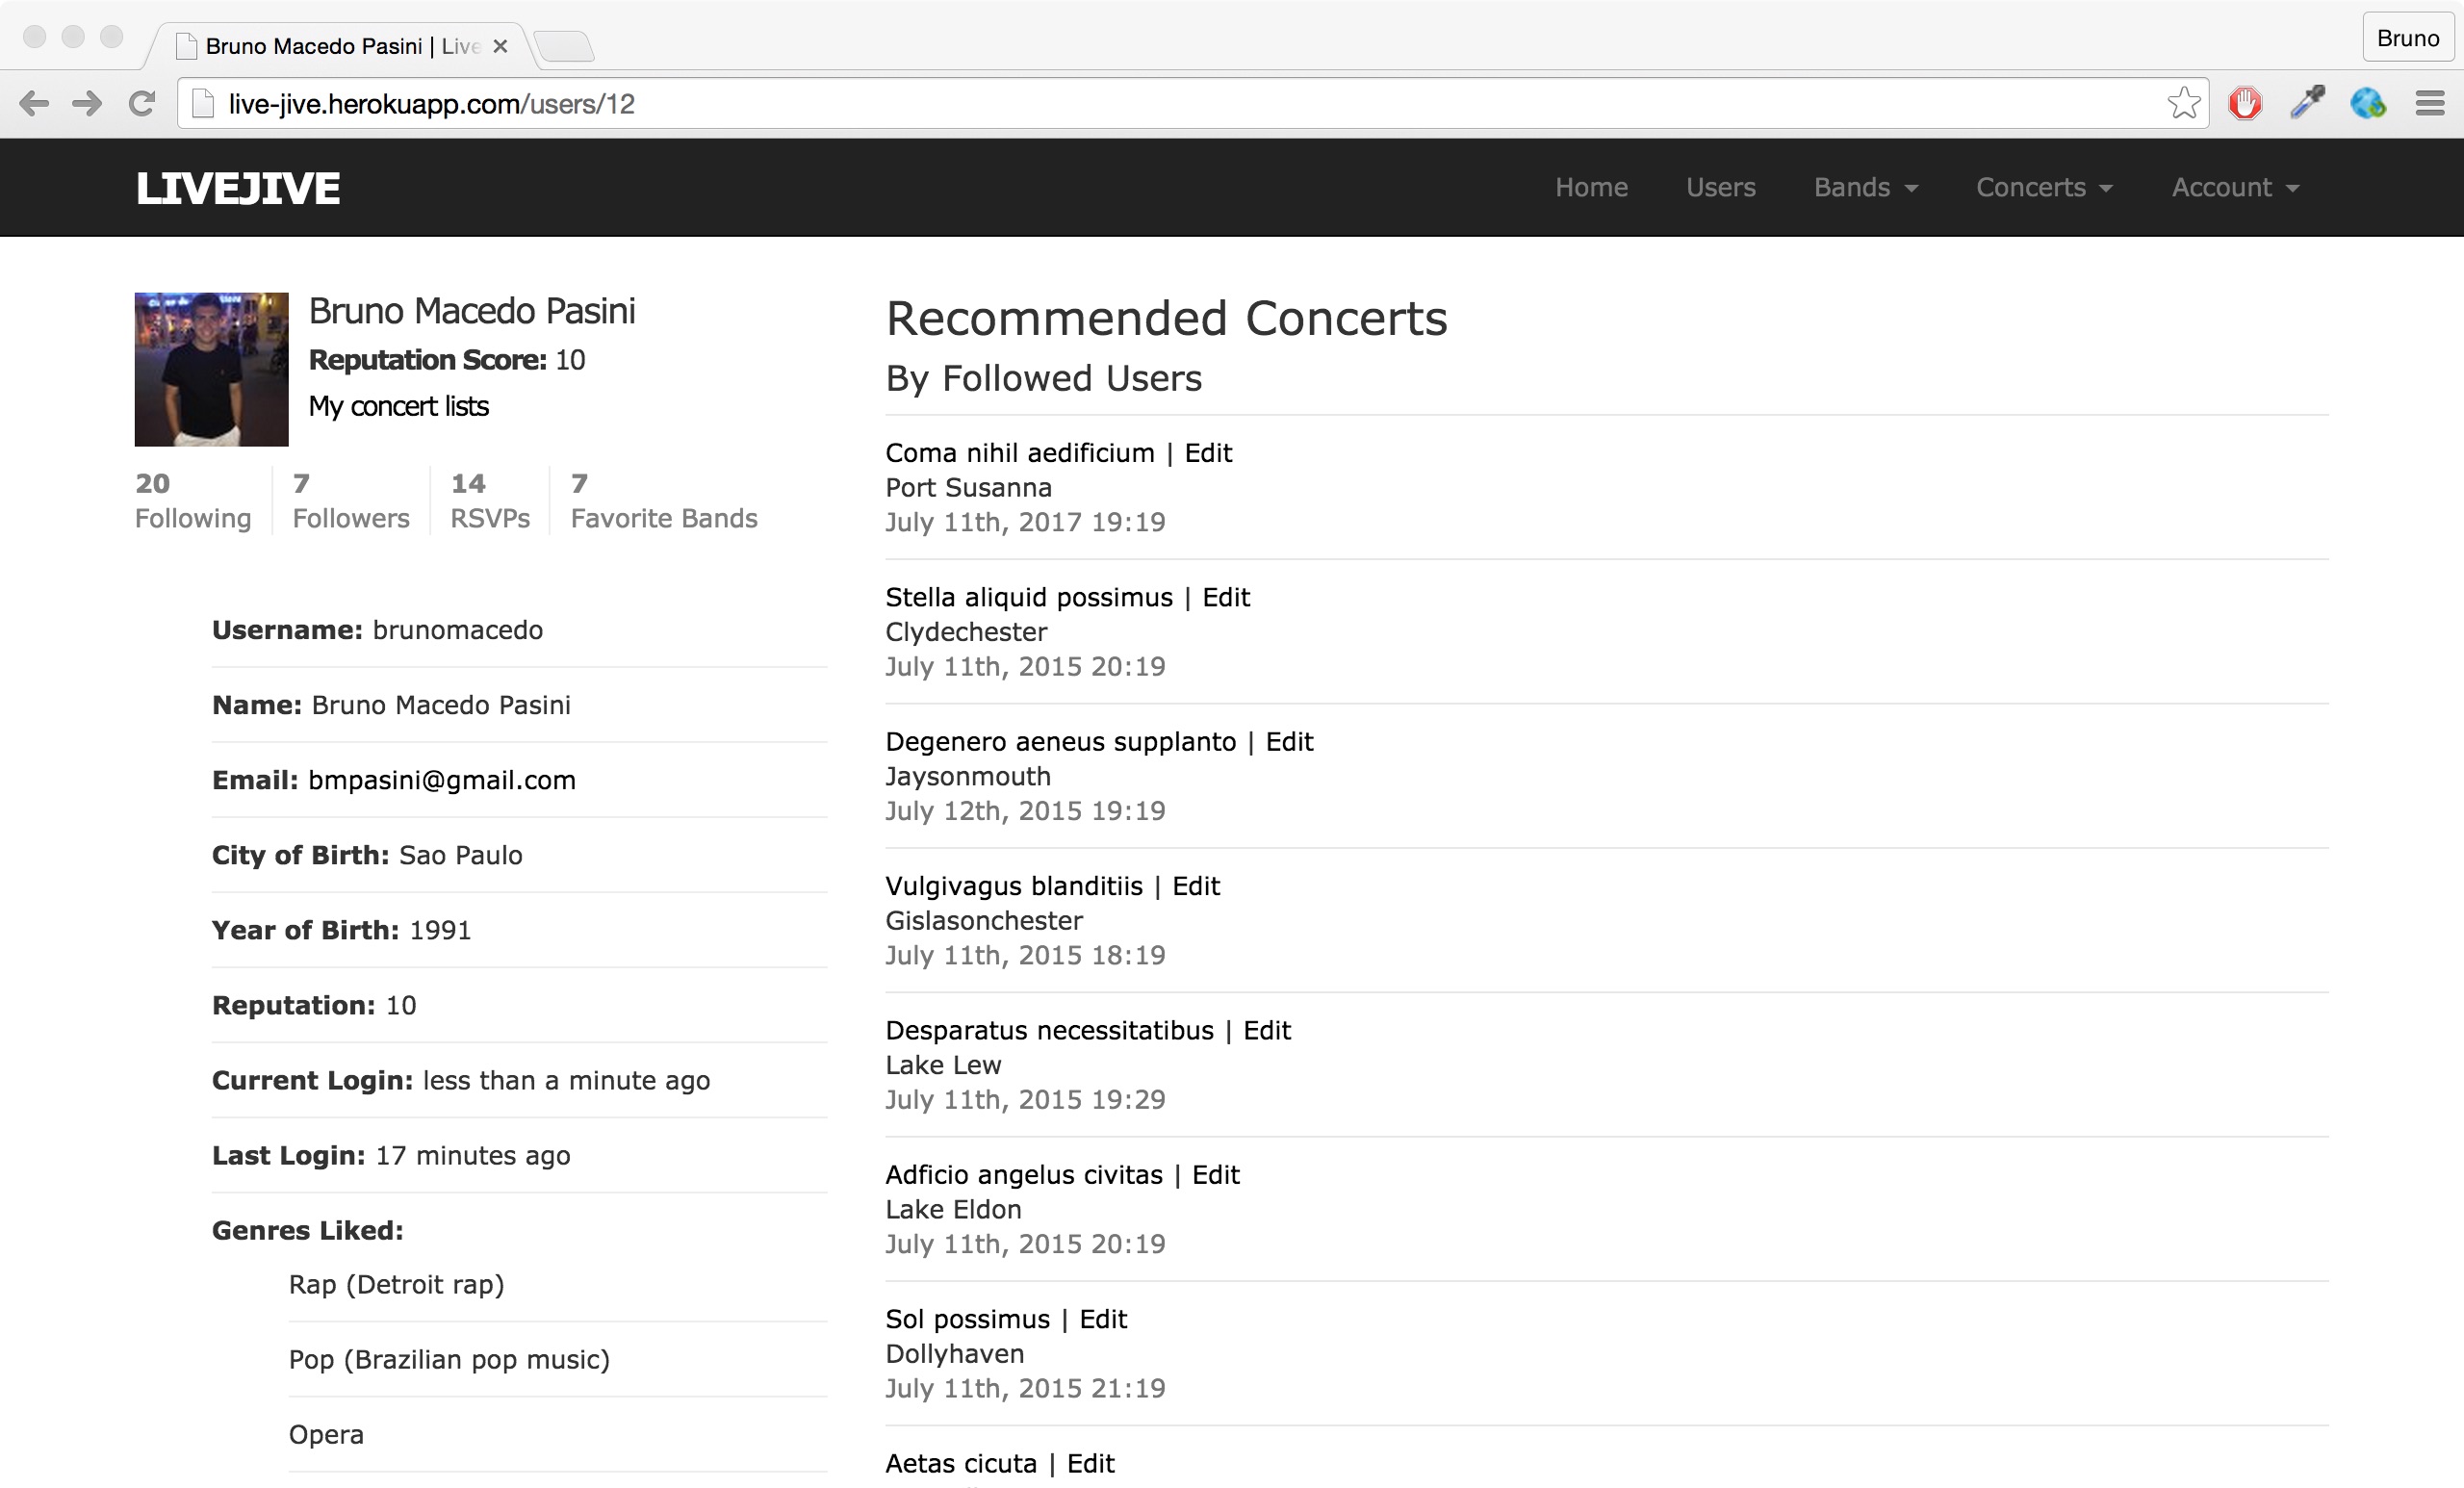 Bruno Macedo Pasini | Live
Bruno
live-jive.herokuapp.com/users/12
LIVEJIVE
Home
Users
Bands
Concerts
Account
Bruno Macedo Pasini
Reputation Score: 10
My concert lists
20
Following
7
Followers
14
RSVPs
7
Favorite Bands
Username: brunomacedo
Name: Bruno Macedo Pasini
Email: bmpasini@gmail.com
City of Birth: Sao Paulo
Year of Birth: 1991
Reputation: 10
Current Login: less than a minute ago
Last Login: 17 minutes ago
Genres Liked:
Rap (Detroit rap)
Pop (Brazilian pop music)
Opera
Recommended Concerts
By Followed Users
Coma nihil aedificium | Edit
Port Susanna
July 11th, 2017 19:19
Stella aliquid possimus | Edit
Clydechester
July 11th, 2015 20:19
Degenero aeneus supplanto | Edit
Jaysonmouth
July 12th, 2015 19:19
Vulgivagus blanditiis | Edit
Gislasonchester
July 11th, 2015 18:19
Desparatus necessitatibus | Edit
Lake Lew
July 11th, 2015 19:29
Adficio angelus civitas | Edit
Lake Eldon
July 11th, 2015 20:19
Sol possimus | Edit
Dollyhaven
July 11th, 2015 21:19
Aetas cicuta | Edit